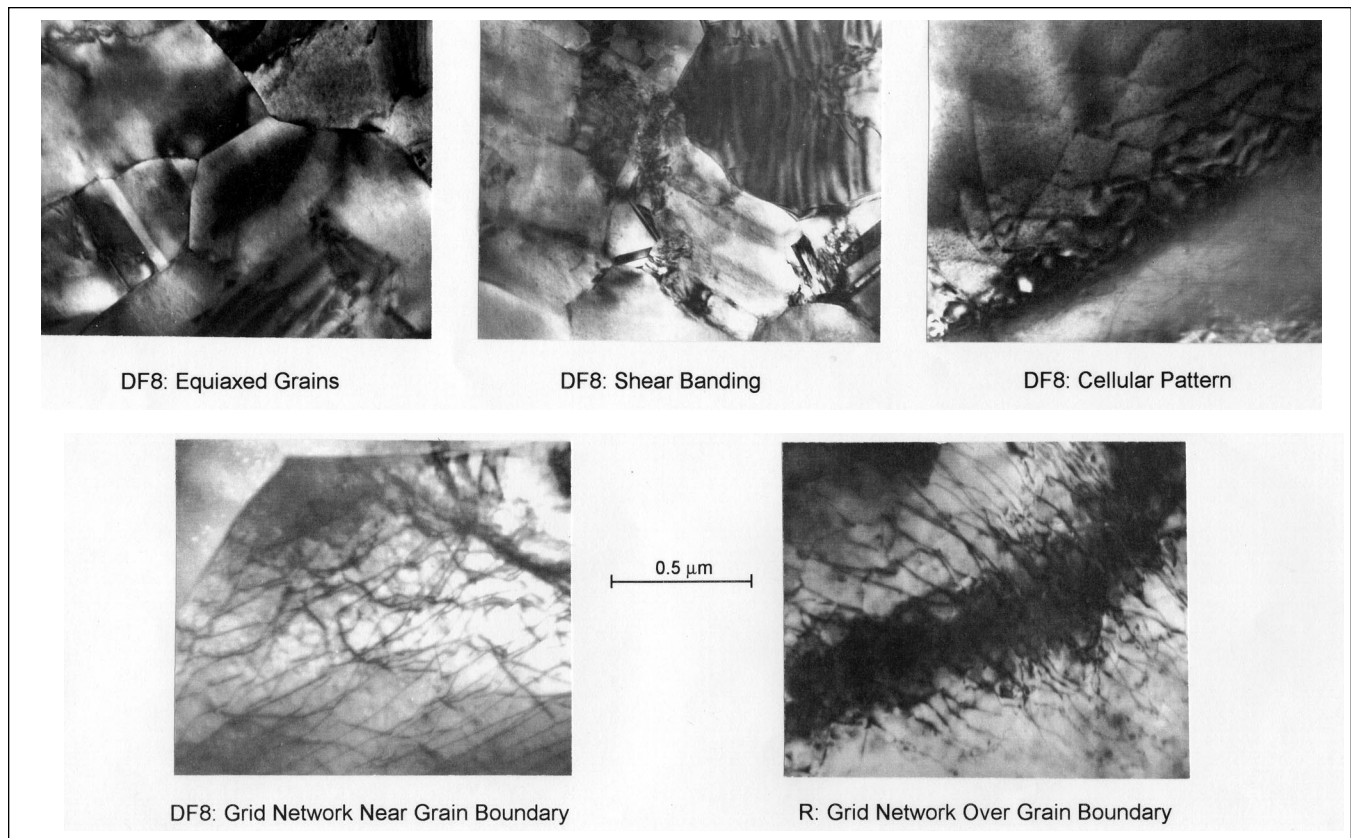 DF8: Equiaxed Grains
DF8: Shear Banding
DF8: Cellular Pattern
0.5 μm
DF8: Grid Network Near Grain Boundary
R: Grid Network Over Grain Boundary